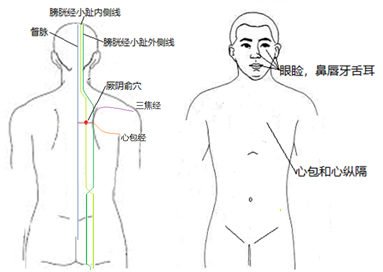 膀胱经小趾内侧线
督脉
膀胱经小趾外侧线
厥阴俞穴
三焦经
心包经
眼睑，鼻唇牙舌耳
心包和心纵隔